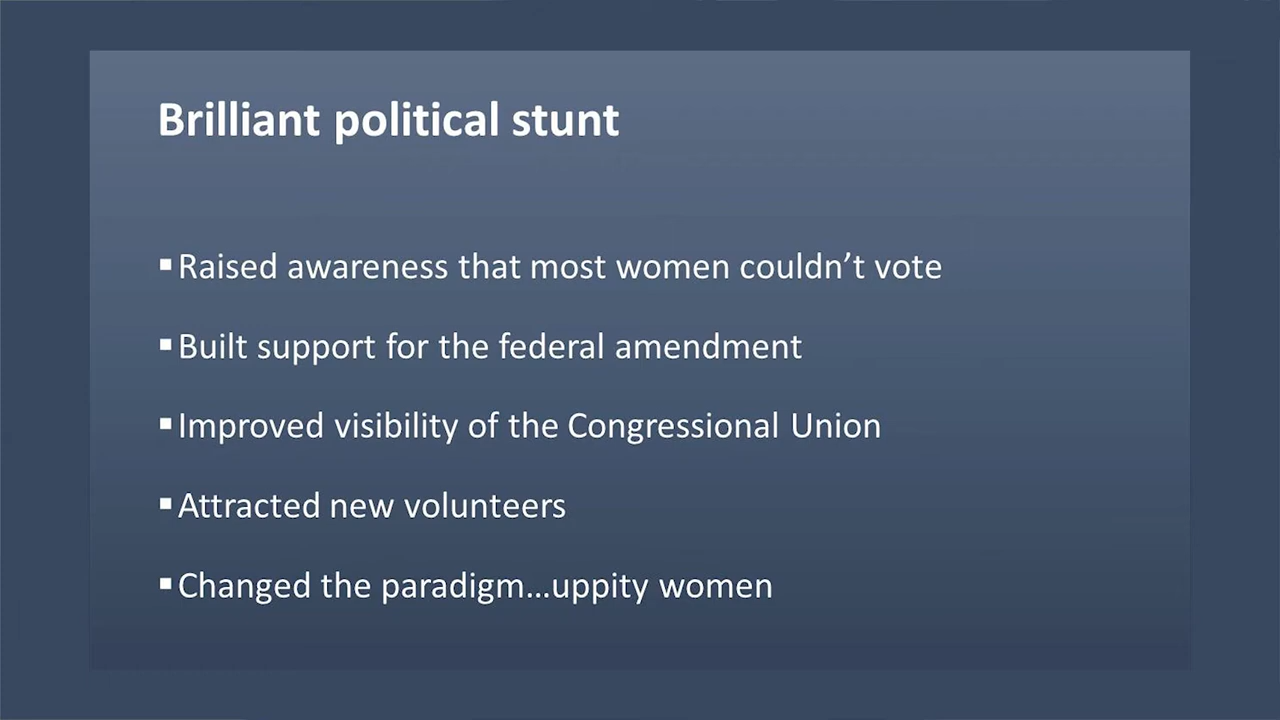 Brilliant political stunt
▪Raised awareness that most women couldn’t vote
▪Built support for the federal amendment
▪Improved visibility of the Congressional Union
▪Attracted new volunteers
▪Changed the paradigm...uppity women